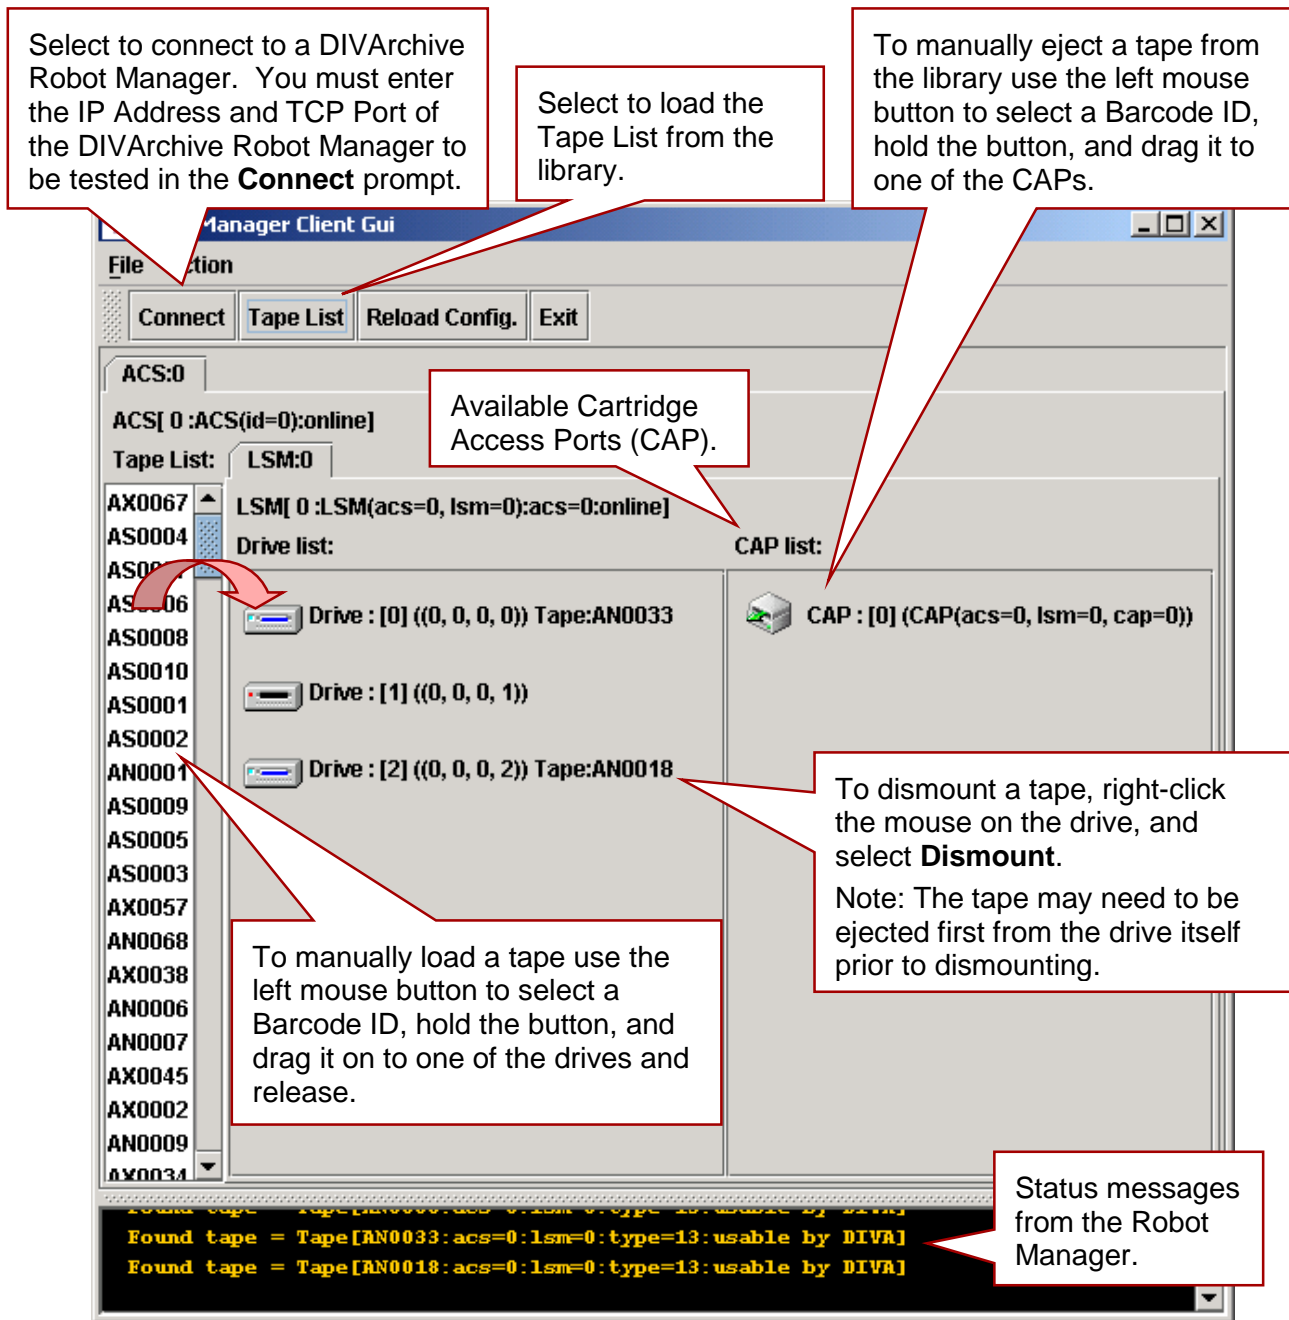 Select to connect to a DIVArchive
Robot Manager. You must enter
the IP Address and TCP Port of
the DIVArchive Robot Manager to
be tested in the Connect prompt.
Select to load the
Tape List from the
library.
To manually eject a tape from
the library use the left mouse
button to select a Barcode ID,
hold the button, and drag it to
one of the CAPs.
Manager Client Gui
File ction
Connect Tape List Reload Config. Exit
ACS:0
ACS[ 0 :ACS(id=0):online]
Available Cartridge
Access Ports (CAP).
Tape List:
LSM:0
LSM[ 0 :LSM(acs=0, lsm=0):acs=0:online]
Drive list:
CAP list:
AX0067
AS0004
AS0006
AS0008
AS0010
AS0001
AS0002
AN0001
AS0009
AS0005
AS0003
AX0057
AN0068
AX0038
AN0006
AN0007
AX0045
AX0002
AN0009
AX0034
Drive : [0] ((0, 0, 0, 0)) Tape:AN0033
Drive : [1] ((0, 0, 0, 1))
Drive : [2] ((0, 0, 0, 2)) Tape:AN0018
CAP : [0] (CAP(acs=0, lsm=0, cap=0))
To dismount a tape, right-click
the mouse on the drive, and
select Dismount.
Note: The tape may need to be
ejected first from the drive itself
prior to dismounting.
To manually load a tape use the
left mouse button to select a
Barcode ID, hold the button, and
drag it on to one of the drives and
release.
Status messages
from the Robot
Manager.
Found tape = Tape[AN0033:acs=0:lsm=0:type=13:usable by DIVA]
Found tape = Tape[AN0018:acs=0:lsm=0:type=13:usable by DIVA]